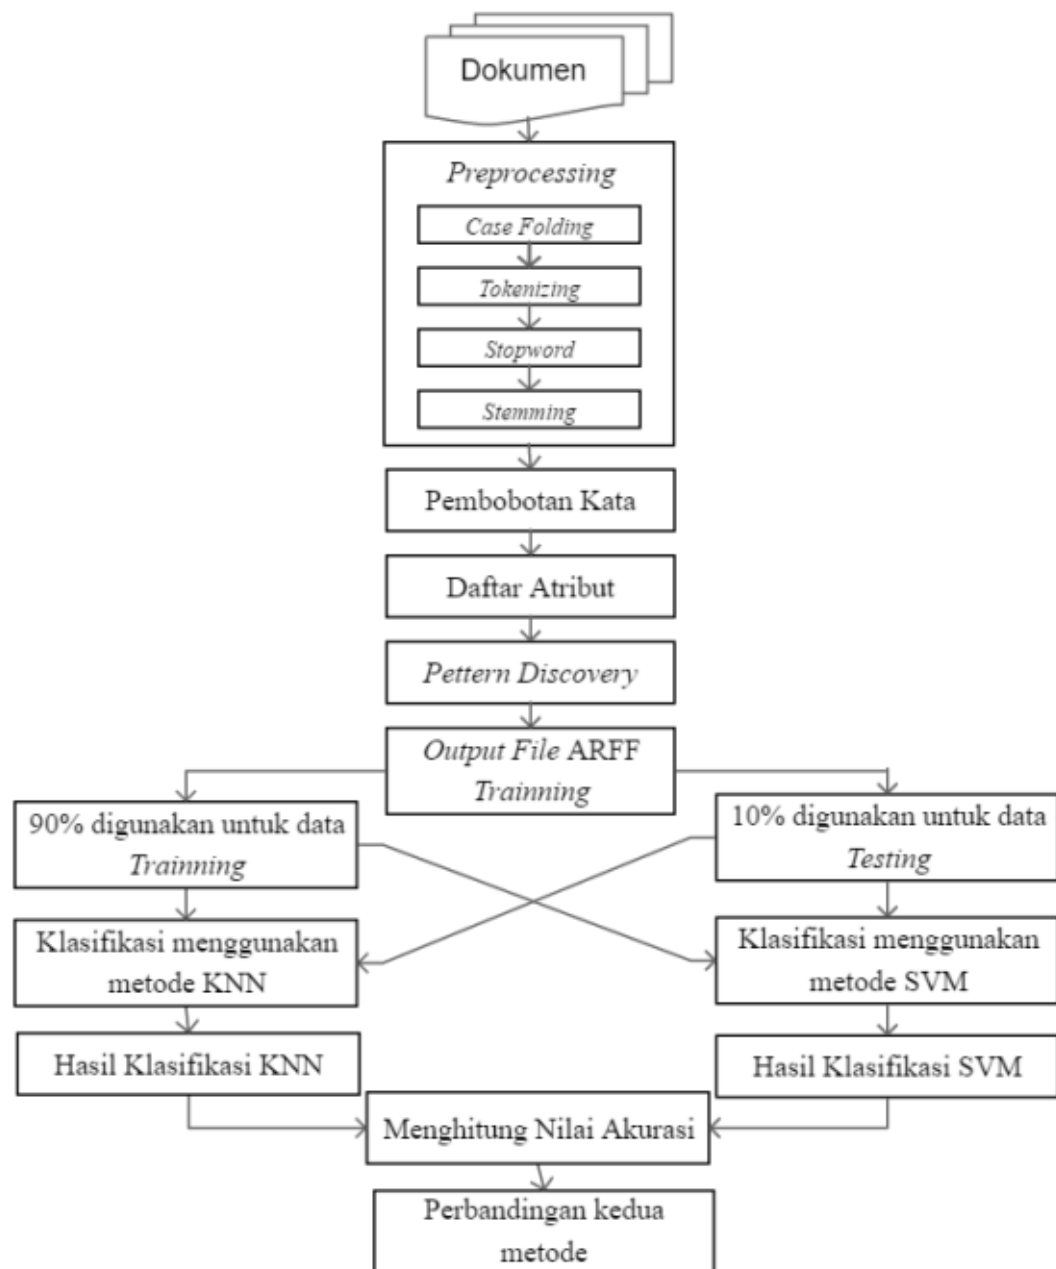 Dokumen
Preprocessing
Case Folding
Tokenizing
Stopword
Stemming
Pembobotan Kata
Daftar Atribut
Pettern Discovery
Output File ARFF
Trainning
90% digunakan untuk data
Trainning
10% digunakan untuk data
Testing
Klasifikasi menggunakan
metode KNN
Klasifikasi menggunakan
metode SVM
Hasil Klasifikasi KNN
Hasil Klasifikasi SVM
Menghitung Nilai Akurasi
Perbandingan kedua
metode